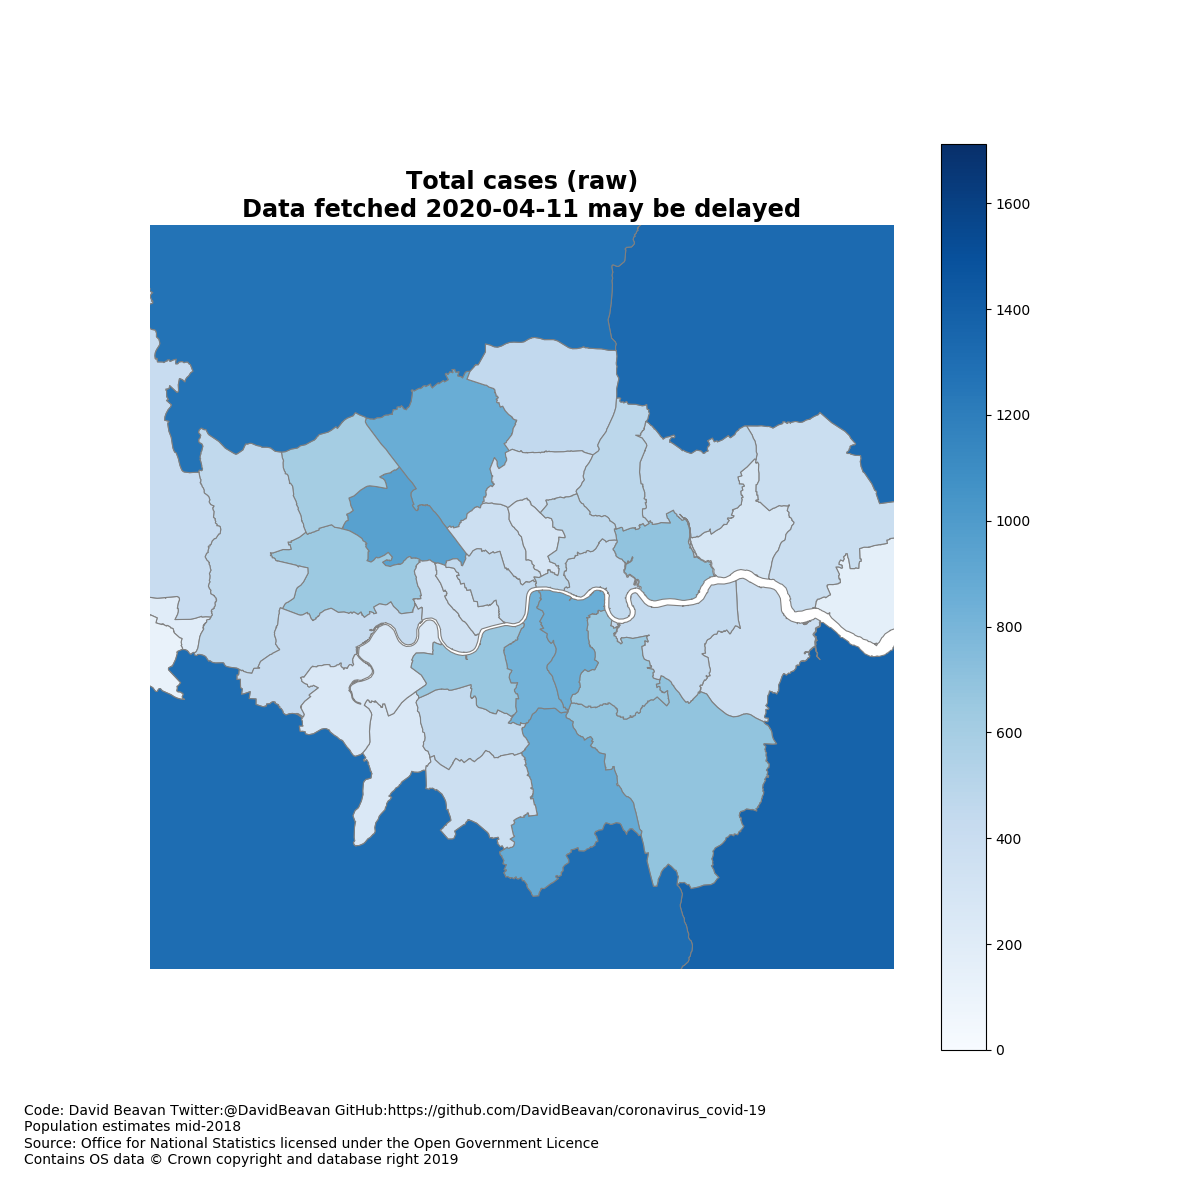 Total cases (raw)
Data fetched 2020-04-11 may be delayed
1600
1400
1200
1000
800
600
400
200
0
Code: David Beavan Twitter:@DavidBeavan GitHub:https://github.com/DavidBeavan/coronavirus_covid-19
Population estimates mid-2018
Source: Office for National Statistics licensed under the Open Government Licence
Contains OS data © Crown copyright and database right 2019